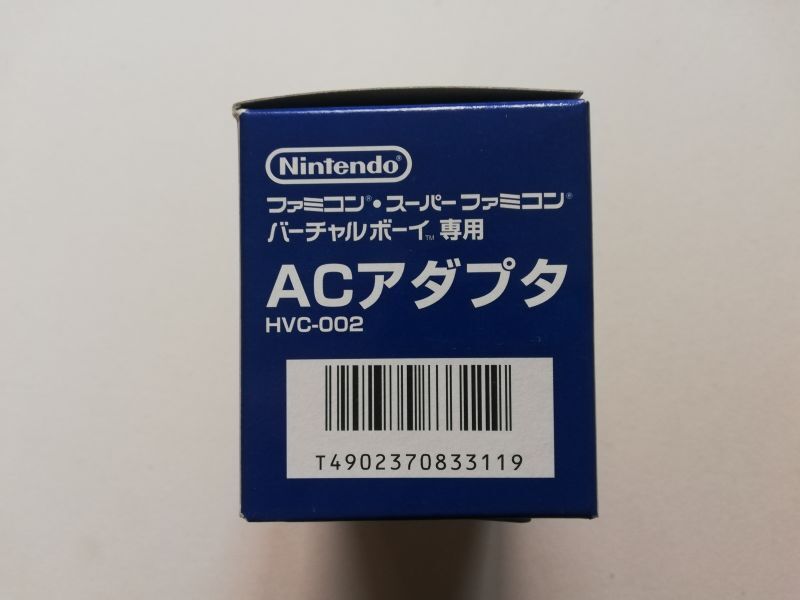 Nintendo®
ファミコン®・スーパーファミコン®
バーチャルボーイ™専用
ACアダプタ
HVC-002
T4902370833119